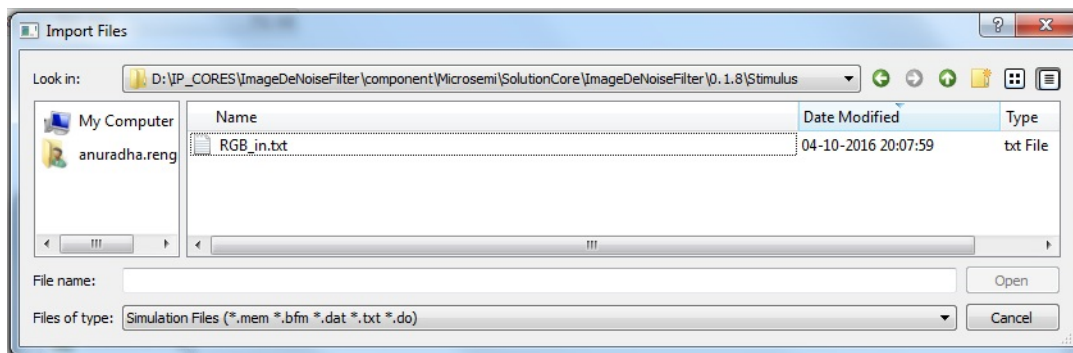 Import Files
Look in: D:\IP_CORES\ImageDeNoiseFilter\component\Microsemi\SolutionCore\ImageDeNoiseFilter\0.1.8\Stimulus
My Computer
anuradha.reng
Name Date Modified Type
RGB_in.txt 04-10-2016 20:07:59 txt File
File name: Open
Files of type: Simulation Files (*.mem *.bfm *.dat *.txt *.do) Cancel